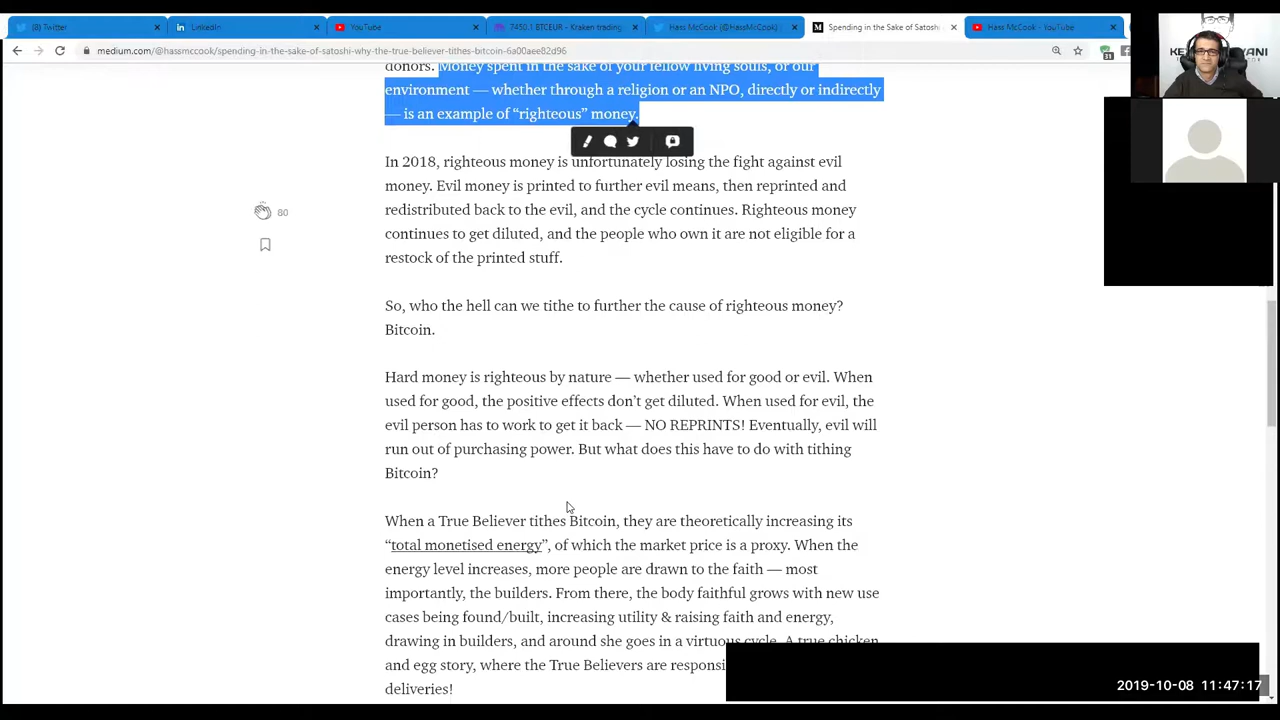 (8) Twitter
LinkedIn
YouTube
7450.1 BTCEUR - Kraken trading
Hass McCook (@HassMcCook)
Spending in the Sake of Satoshi
Hass McCook - YouTube
medium.com/@hassmccook/spending-in-the-sake-of-satoshi-why-the-true-believer-tithes-bitcoin-6a00aee82d96
donors. Money spent in the sake of your fellow living souls, or our
environment — whether through a religion or an NPO, directly or indirectly
— is an example of “righteous” money.
In 2018, righteous money is unfortunately losing the fight against evil
money. Evil money is printed to further evil means, then reprinted and
redistributed back to the evil, and the cycle continues. Righteous money
continues to get diluted, and the people who own it are not eligible for a
restock of the printed stuff.
80
So, who the hell can we tithe to further the cause of righteous money?
Bitcoin.
Hard money is righteous by nature — whether used for good or evil. When
used for good, the positive effects don’t get diluted. When used for evil, the
evil person has to work to get it back — NO REPRINTS! Eventually, evil will
run out of purchasing power. But what does this have to do with tithing
Bitcoin?
When a True Believer tithes Bitcoin, they are theoretically increasing its
“total monetised energy”, of which the market price is a proxy. When the
energy level increases, more people are drawn to the faith — most
importantly, the builders. From there, the body faithful grows with new use
cases being found/built, increasing utility & raising faith and energy,
drawing in builders, and around she goes in a virtuous cycle. A true chicken
and egg story, where the True Believers are
deliveries!
2019-10-08 11:47:17